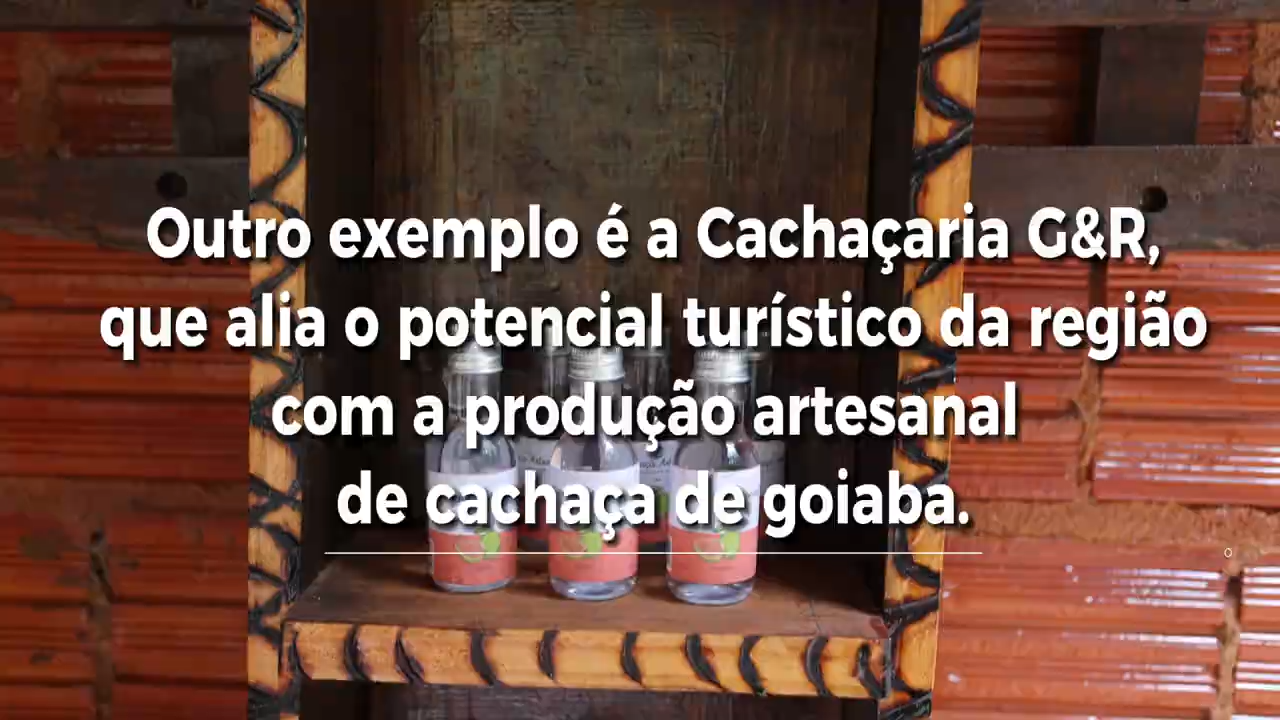 Outro exemplo é a Cachaçaria G&R,
que alia o potencial turístico da região
com a produção artesanal
de cachaça de goiaba.